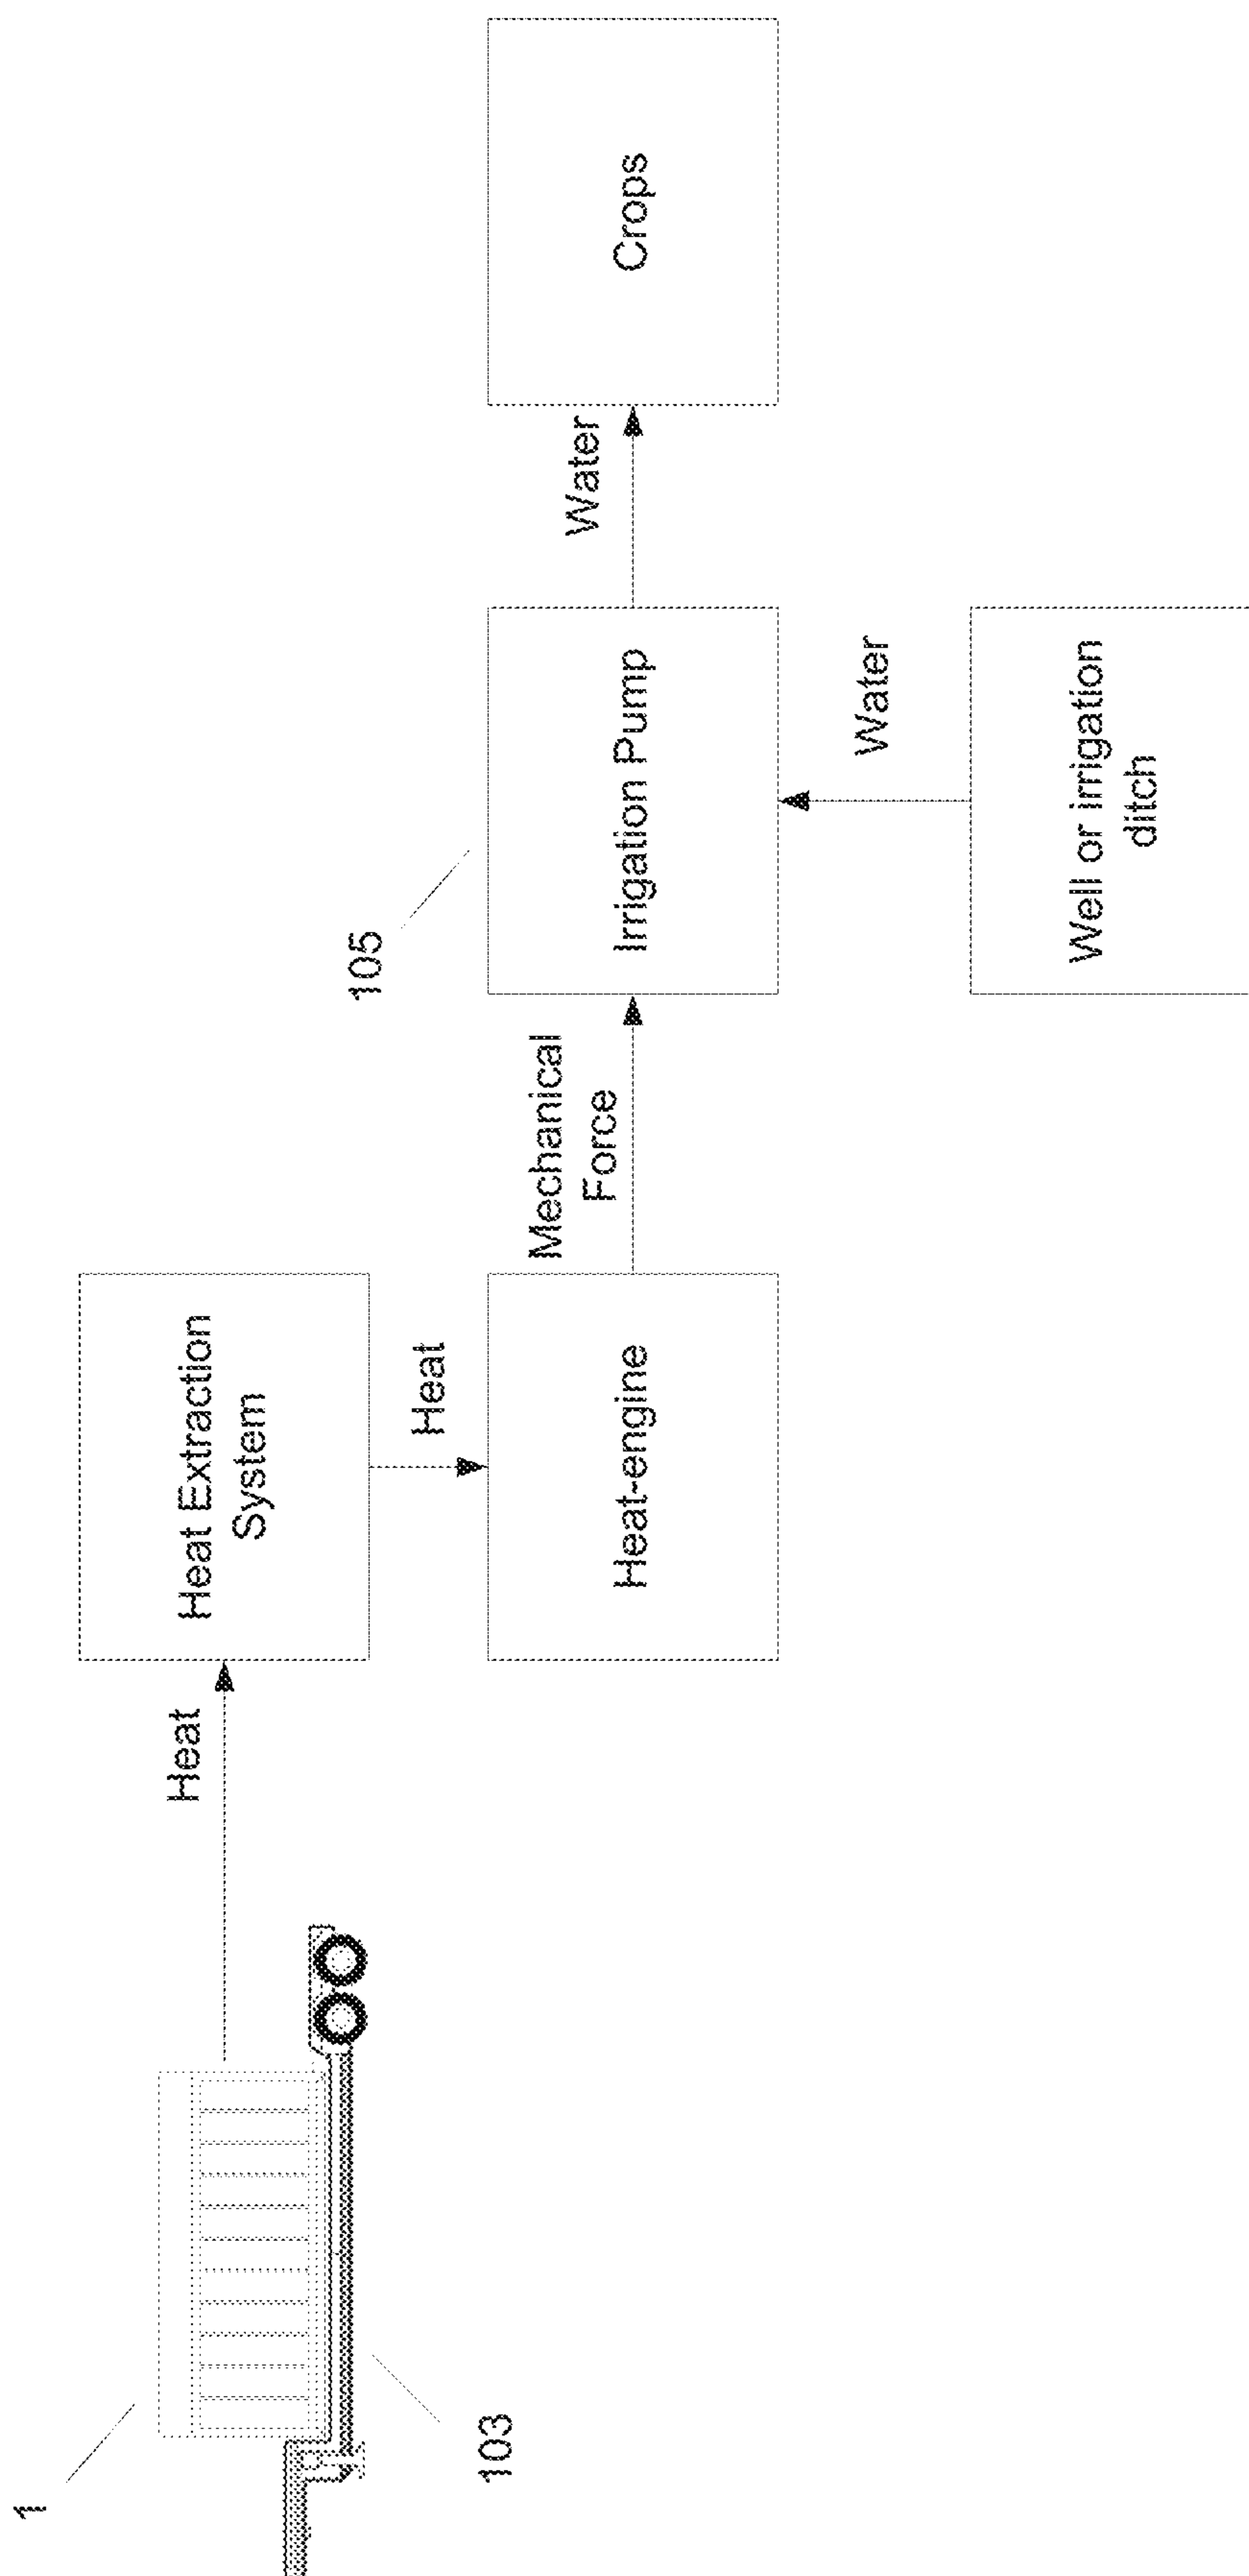 1
103
Heat
Heat Extraction
System
Heat
Heat-engine
Mechanical
Force
105
Irrigation Pump
Water
Well or irrigation
ditch
Water
Crops